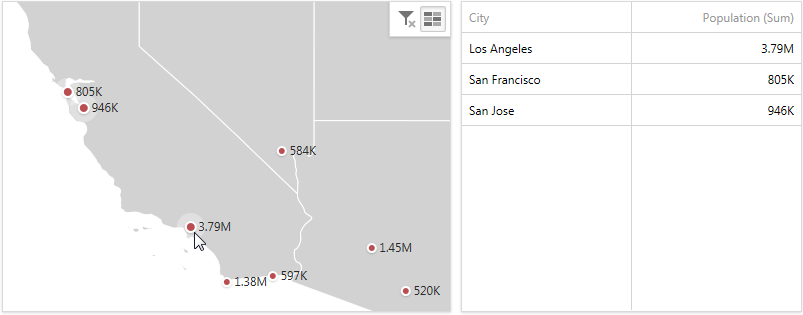 805K
946K
584K
3.79M
1.45M
597K
1.38M
520K
City Population (Sum)
Los Angeles 3.79M
San Francisco 805K
San Jose 946K